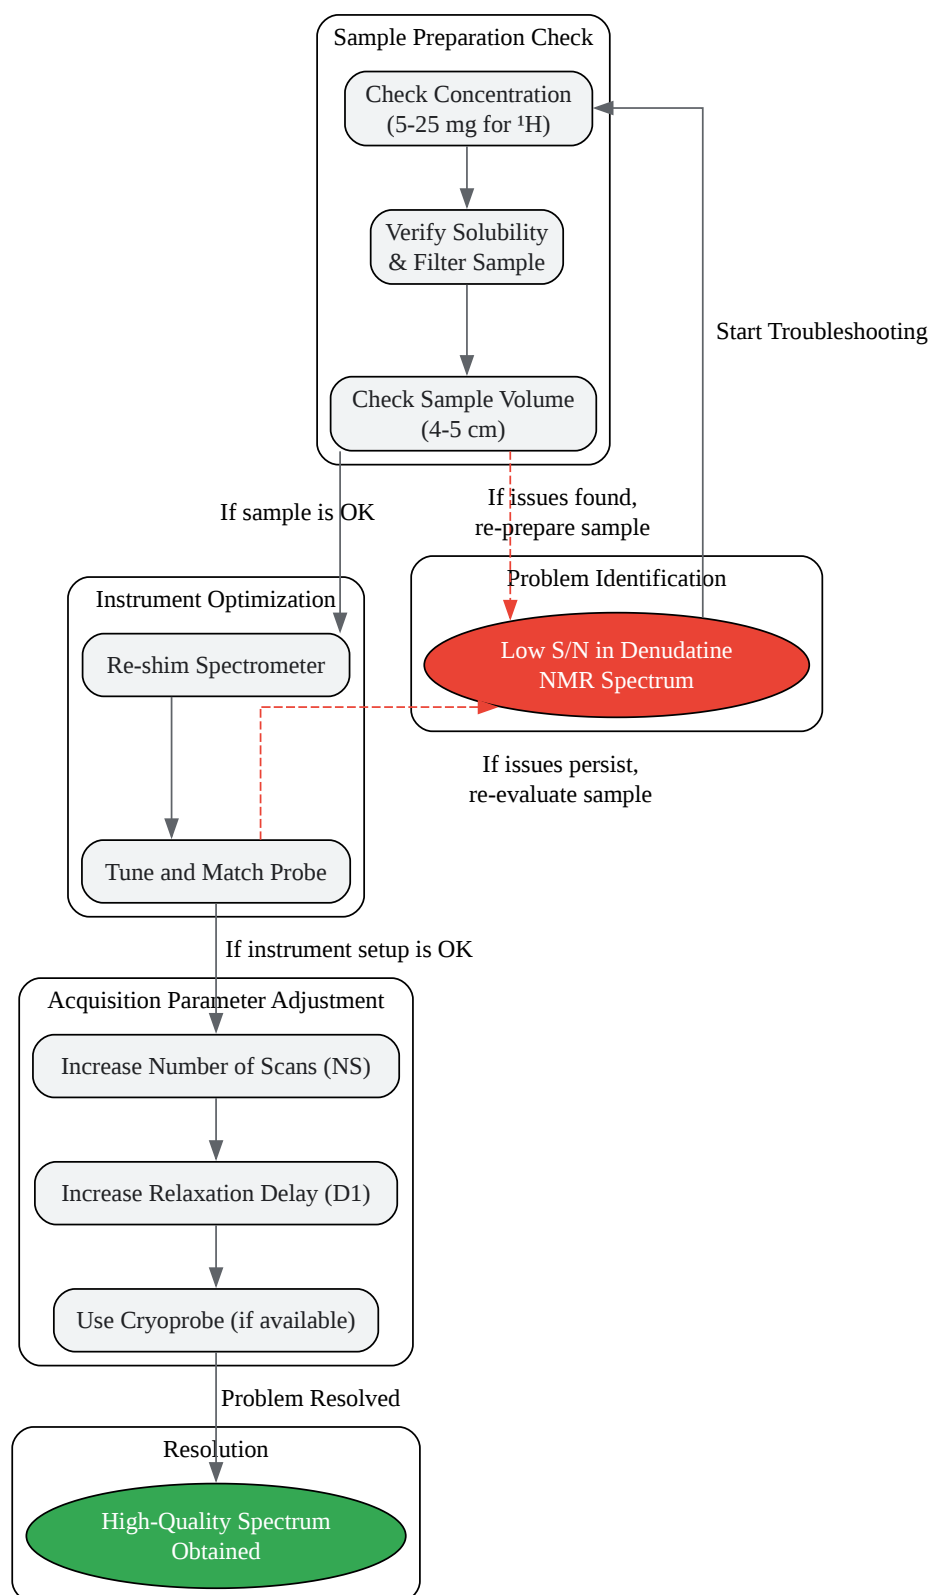 Sample Preparation Check
Check Concentration
(5-25 mg for ¹H)
Verify Solubility
& Filter Sample
Start Troubleshooting
Check Sample Volume
(4-5 cm)
If sample is OK
If issues found,
re-prepare sample
Problem Identification
Instrument Optimization
Low S/N in Denudatine
NMR Spectrum
Re-shim Spectrometer
If issues persist,
re-evaluate sample
Tune and Match Probe
If instrument setup is OK
Acquisition Parameter Adjustment
Increase Number of Scans (NS)
Increase Relaxation Delay (D1)
Use Cryoprobe (if available)
Problem Resolved
Resolution
High-Quality Spectrum
Obtained